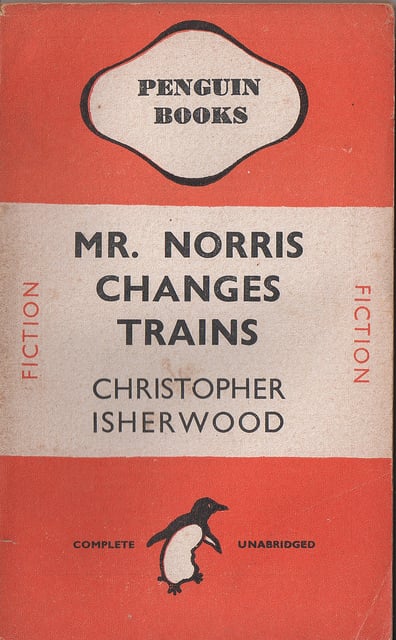 PENGUIN
BOOKS
MR. NORRIS
CHANGES
TRAINS
FICTION
FICTION
CHRISTOPHER
ISHERWOOD
COMPLETE UNABRIDGED